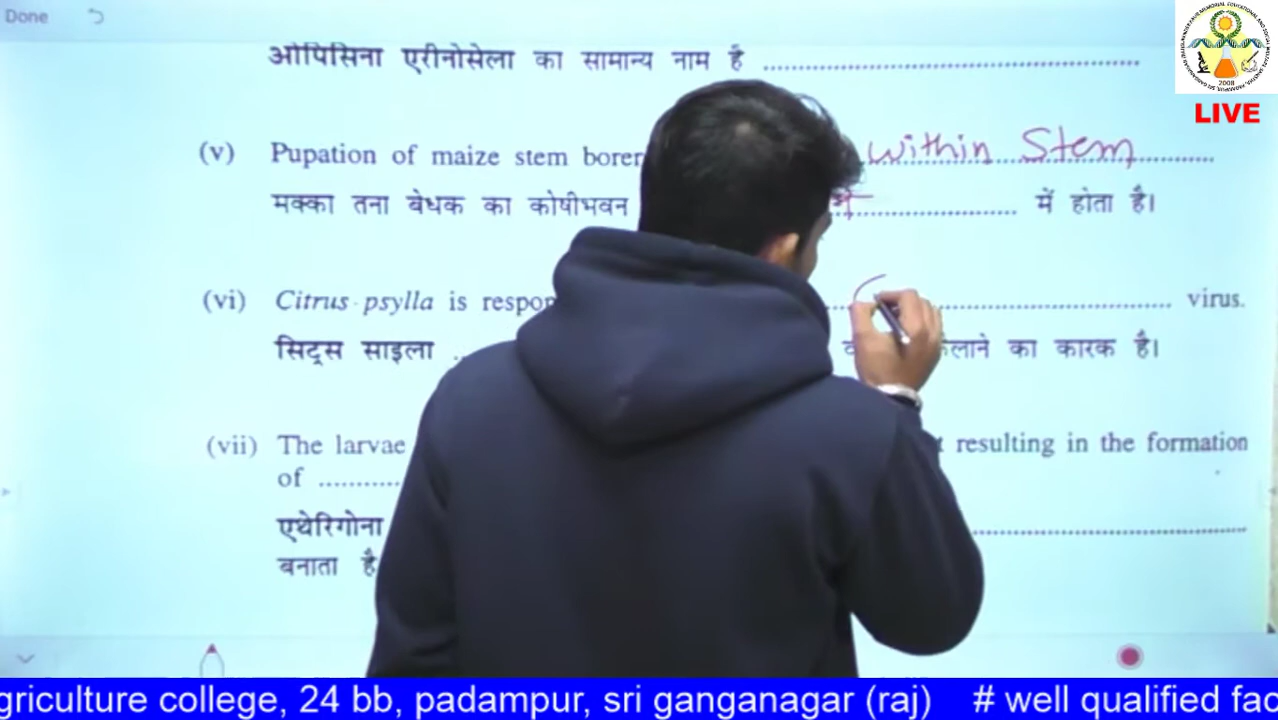 Done
ओपिसिना एरीनोसेला का सामान्य नाम है ....................
LIVE
(v) Pupation of maize stem borer within Stem
मक्का तना बेधक का कोषीभवन में .................... में होता है।
(vi) Citrus psylla is .................... virus.
सिट्रस साइला .. का कारक है।
(vii) The larvae resulting in the formation
of ..........
एथेरिगोना ....................
बनाता है
2008
griculture college, 24 bb, padampur, sri ganganagar (raj) # well qualified fac